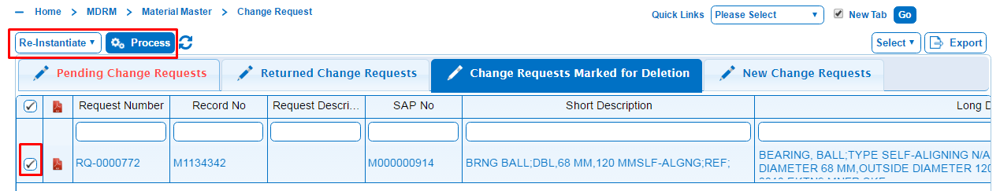 Home > MDRM > Material Master > Change Request
Quick Links Please Select New Tab Go
Re-Instantiate Process Select Export
Pending Change Requests Returned Change Requests Change Requests Marked for Deletion New Change Requests
Request Number Record No Request Descri... SAP No Short Description Long D
RQ-0000772 M1134342 M000000914 BRNG BALL;DBL,68 MM,120 MMSLF-ALGNG;REF; BEARING, BALL;TYPE SELF-ALIGNING N/A
DIAMETER 68 MM,OUTSIDE DIAMETER 120